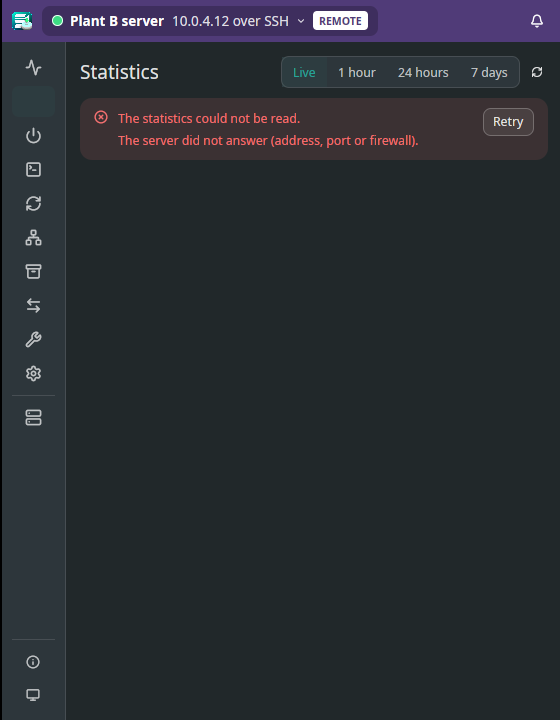 Plant B server 10.0.4.12 over SSH REMOTE
Statistics
Live 1 hour 24 hours 7 days
The statistics could not be read.
The server did not answer (address, port or firewall).
Retry